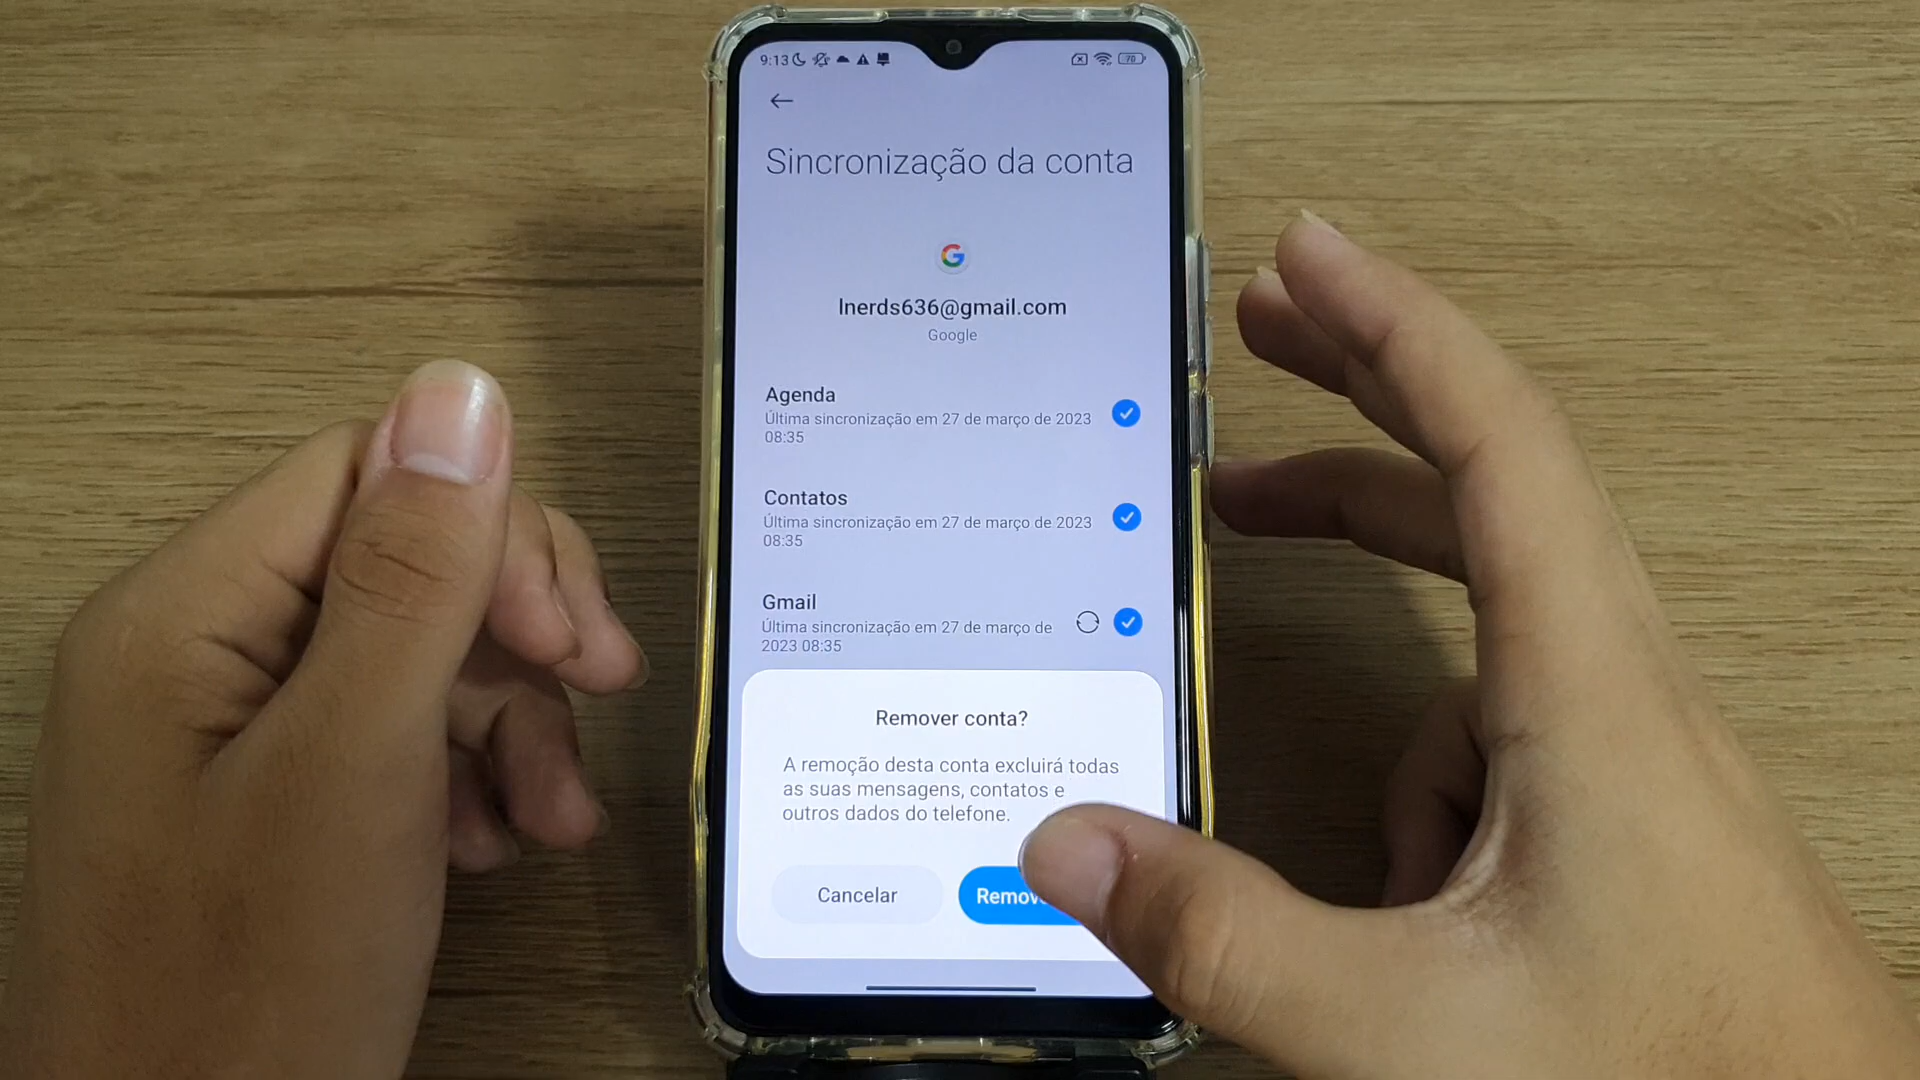 9:13
70
Sincronização da conta
G
lnerds636@gmail.com
Google
Agenda
Última sincronização em 27 de março de 2023
08:35
Contatos
Última sincronização em 27 de março de 2023
08:35
Gmail
Última sincronização em 27 de março de
2023 08:35
Remover conta?
A remoção desta conta excluirá todas
as suas mensagens, contatos e
outros dados do telefone.
Cancelar